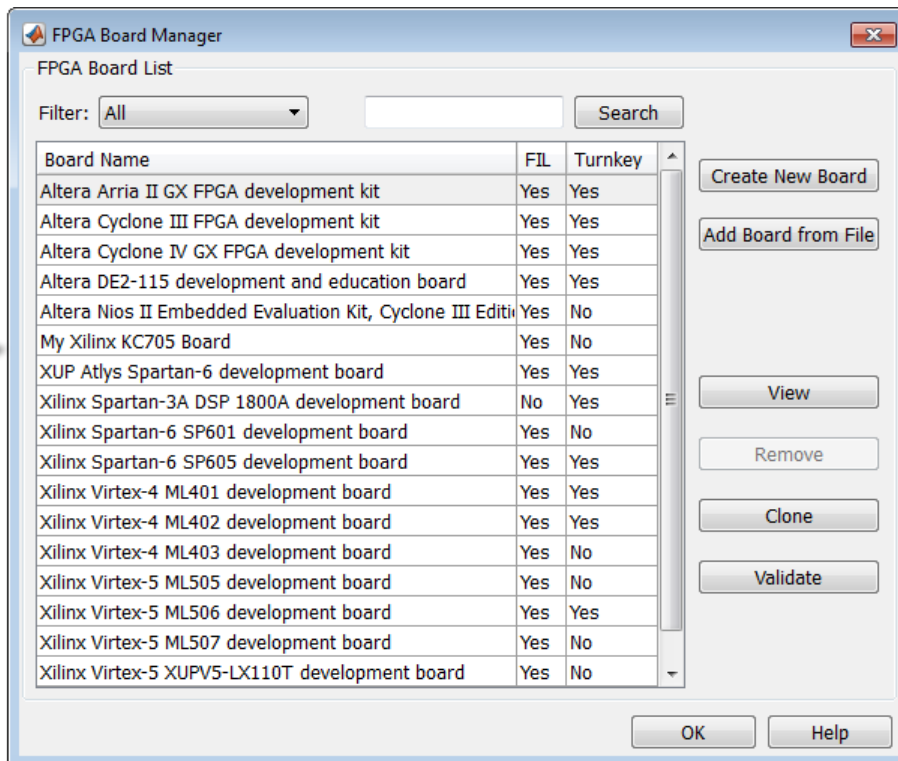 FPGA Board Manager
FPGA Board List
Filter: All Search
Board Name FIL Turnkey
Altera Arria II GX FPGA development kit Yes Yes
Altera Cyclone III FPGA development kit Yes Yes
Altera Cyclone IV GX FPGA development kit Yes Yes
Altera DE2-115 development and education board Yes Yes
Altera Nios II Embedded Evaluation Kit, Cyclone III Editi Yes No
My Xilinx KC705 Board Yes No
XUP Atlys Spartan-6 development board Yes Yes
Xilinx Spartan-3A DSP 1800A development board No Yes
Xilinx Spartan-6 SP601 development board Yes No
Xilinx Spartan-6 SP605 development board Yes Yes
Xilinx Virtex-4 ML401 development board Yes Yes
Xilinx Virtex-4 ML402 development board Yes Yes
Xilinx Virtex-4 ML403 development board Yes No
Xilinx Virtex-5 ML505 development board Yes No
Xilinx Virtex-5 ML506 development board Yes Yes
Xilinx Virtex-5 ML507 development board Yes No
Xilinx Virtex-5 XUPV5-LX110T development board Yes No
Create New Board
Add Board from File
View
Remove
Clone
Validate
OK Help